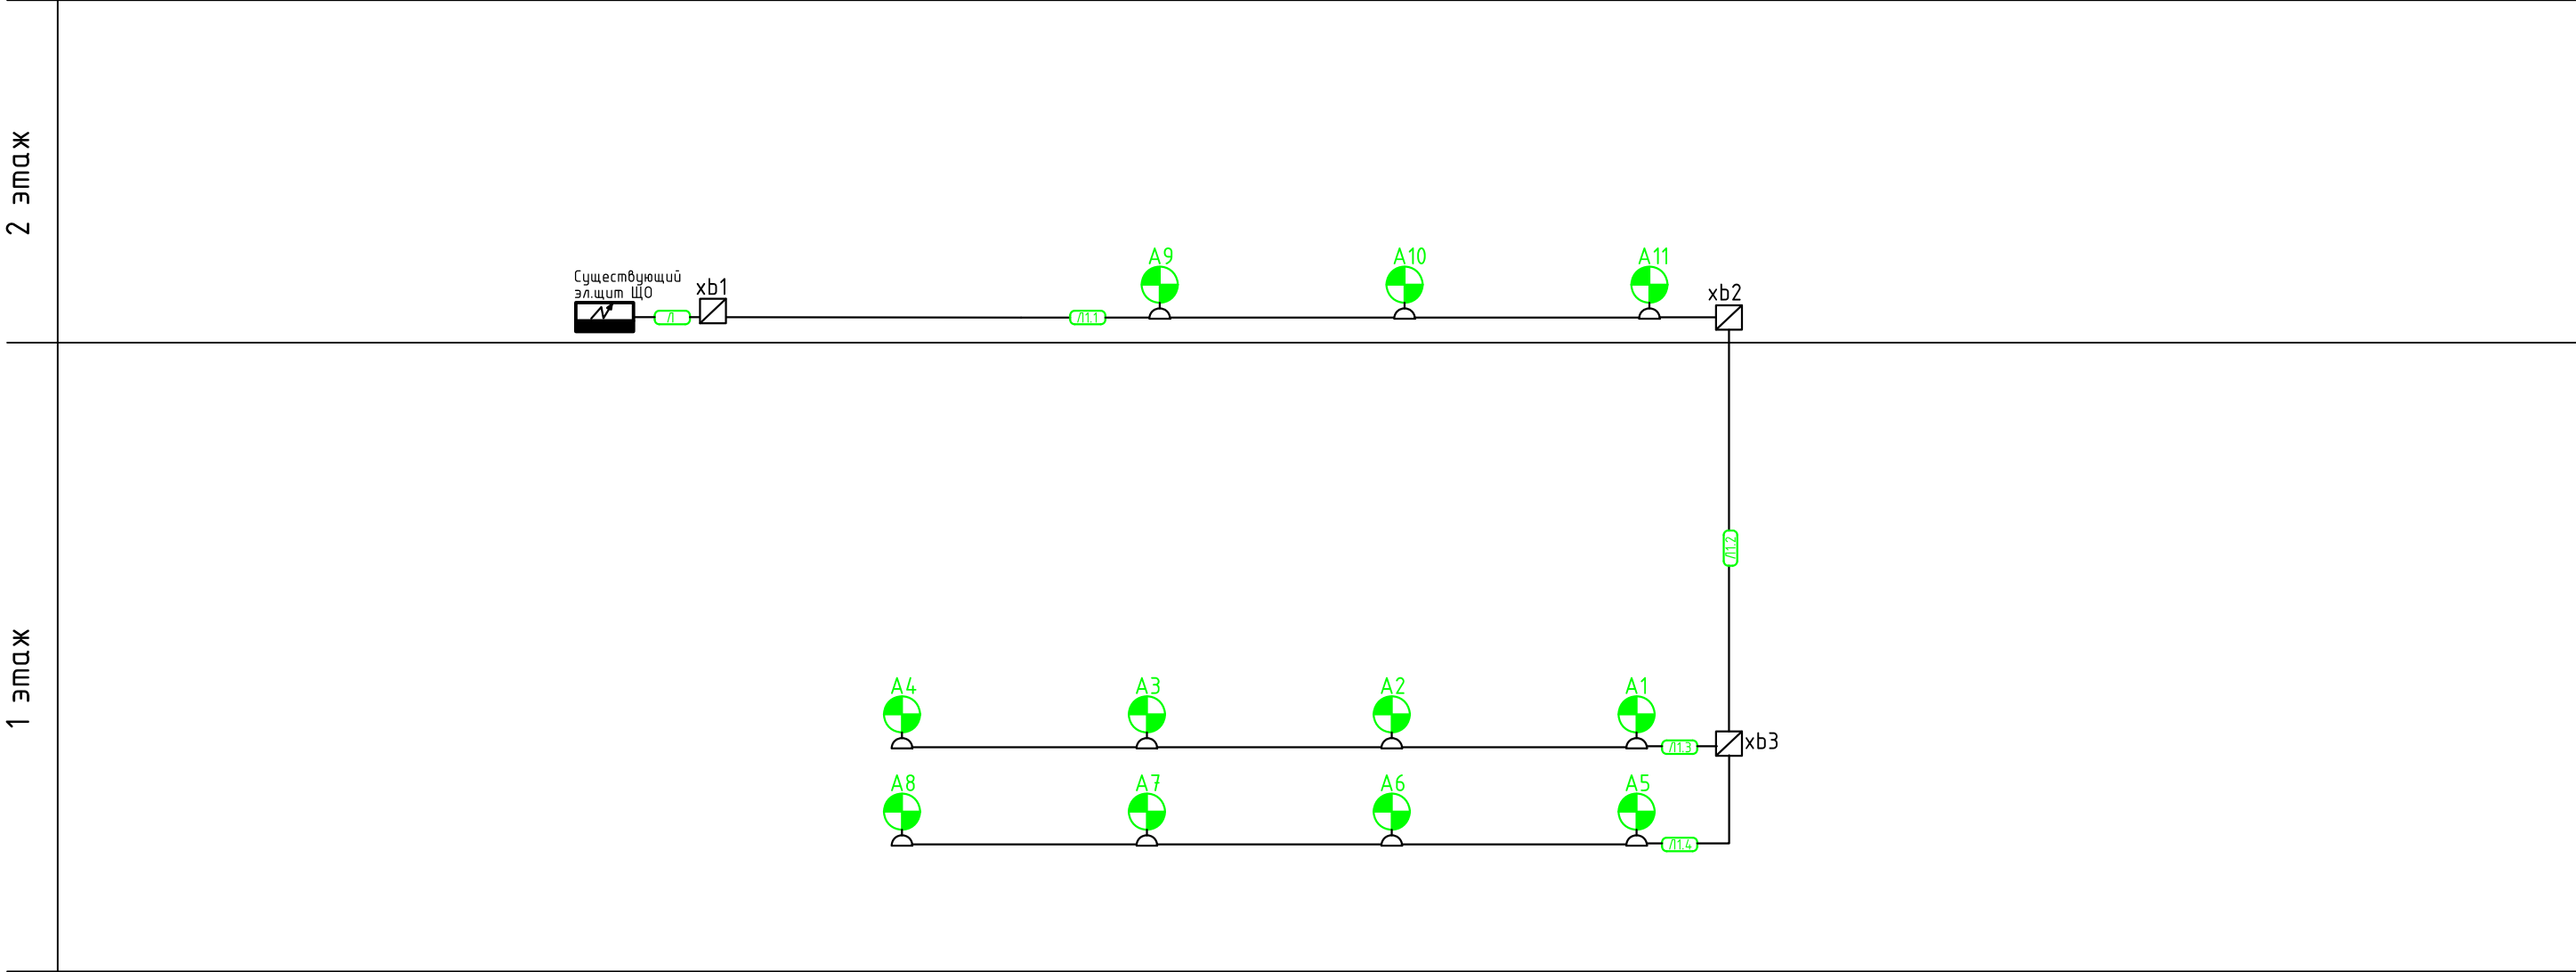 2 этаж
Существующий
эл.щит ЩО
xb1
A9
A10
A11
xb2
Л1
Л1.1
Л1.2
1 этаж
A4
A3
A2
A1
Л1.3
xb3
A8
A7
A6
A5
Л1.4